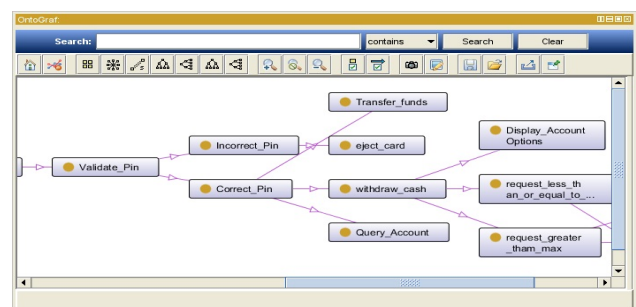 OntoGraf:
Search:
contains
Search
Clear
Transfer_funds
Incorrect_Pin
eject_card
Display_Account
Options
Validate_Pin
Correct_Pin
withdraw_cash
request_less_th
an_or_equal_to_...
Query_Account
request_greater
_tham_max